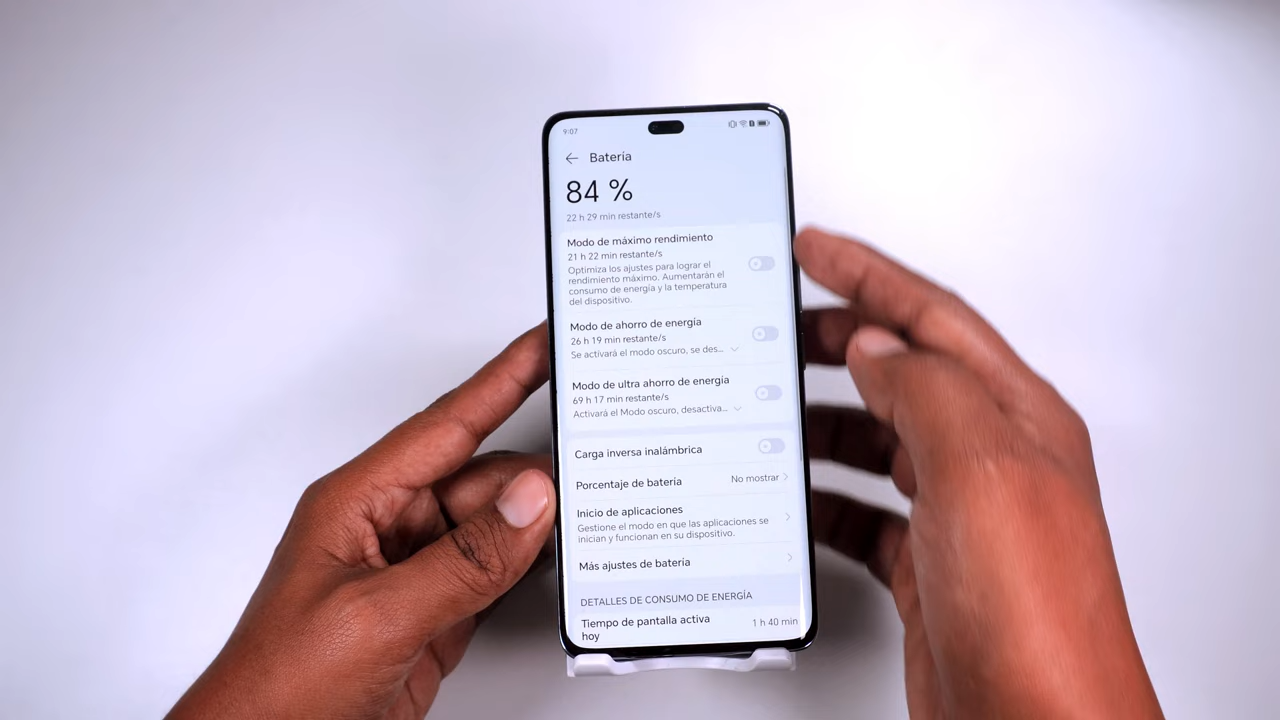 9:07
Batería
84 %
22 h 29 min restante/s
Modo de máximo rendimiento
21 h 22 min restante/s
Optimiza los ajustes para lograr el
rendimiento máximo. Aumentarán el
consumo de energía y la temperatura
del dispositivo.
Modo de ahorro de energía
26 h 19 min restante/s
Se activará el modo oscuro, se des...
Modo de ultra ahorro de energía
69 h 17 min restante/s
Activará el Modo oscuro, desactiva...
Carga inversa inalámbrica
Porcentaje de batería No mostrar
Inicio de aplicaciones
Gestione el modo en que las aplicaciones se
inician y funcionan en su dispositivo.
Más ajustes de batería
DETALLES DE CONSUMO DE ENERGÍA
Tiempo de pantalla activa 1 h 40 min
hoy